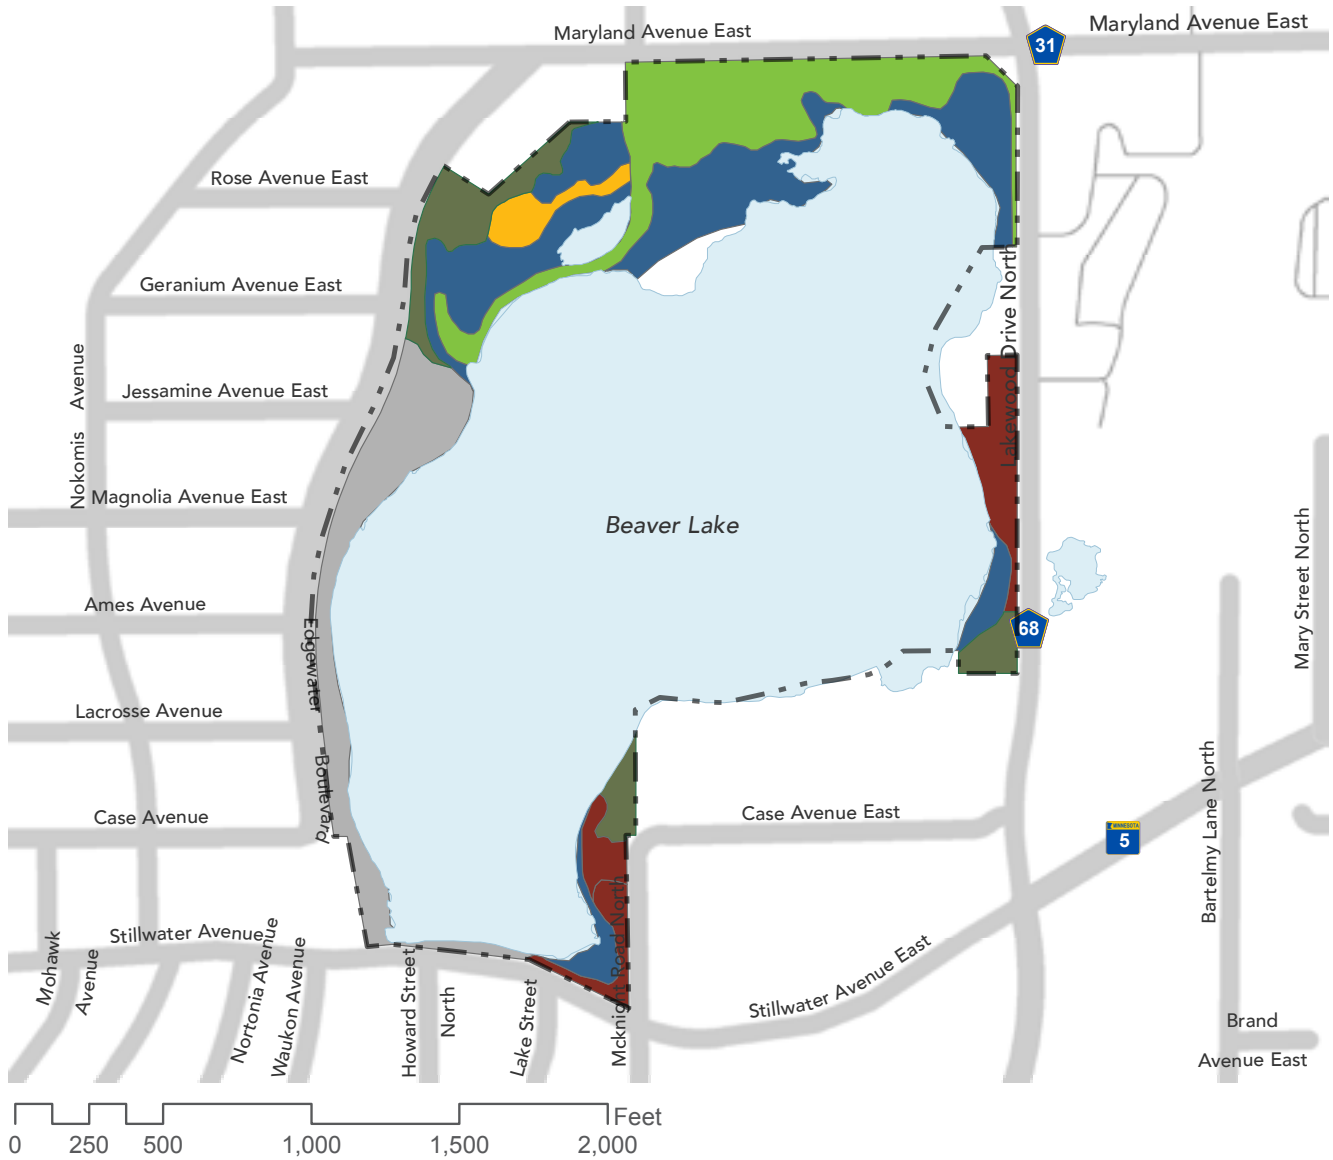 Maryland Avenue East
Maryland Avenue East
31
Rose Avenue East
Geranium Avenue East
Lakewood Drive North
Nokomis Avenue
Jessamine Avenue East
Magnolia Avenue East
Beaver Lake
Mary Street North
Ames Avenue
68
Edgewater Boulevard
Lacrosse Avenue
Case Avenue
Case Avenue East
MINNESOTA
5
Bartelmy Lane North
Mcknight Road North
Stillwater Avenue
Mohawk
Avenue
Nortonia Avenue
Waukon Avenue
Howard Street
North
Lake Street
Stillwater Avenue East
Brand
Avenue East
Feet
0 250 500 1,000 1,500 2,000